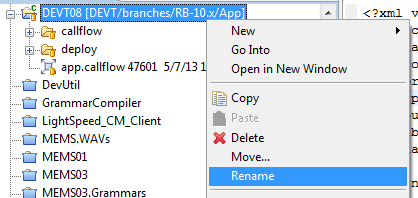 DEVT08 [DEVT/branches/RB-10.x/App]
callflow
deploy
app.callflow 47601 5/7/13 1
DevUtil
GrammarCompiler
LightSpeed_CM_Client
MEMS.WAVs
MEMS01
MEMS03
MEMS03.Grammars
New
Go Into
Open in New Window
Copy
Paste
Delete
Move...
Rename
<?xml v